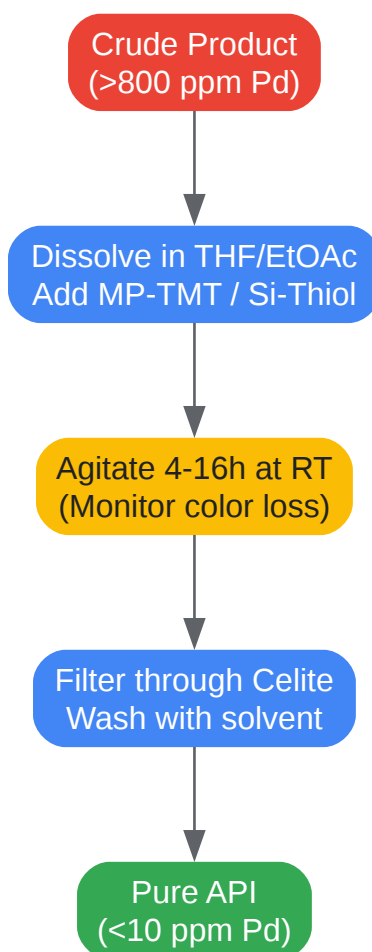 Crude Product
(>800 ppm Pd)
Dissolve in THF/EtOAc
Add MP-TMT / Si-Thiol
Agitate 4-16h at RT
(Monitor color loss)
Filter through Celite
Wash with solvent
Pure API
(<10 ppm Pd)